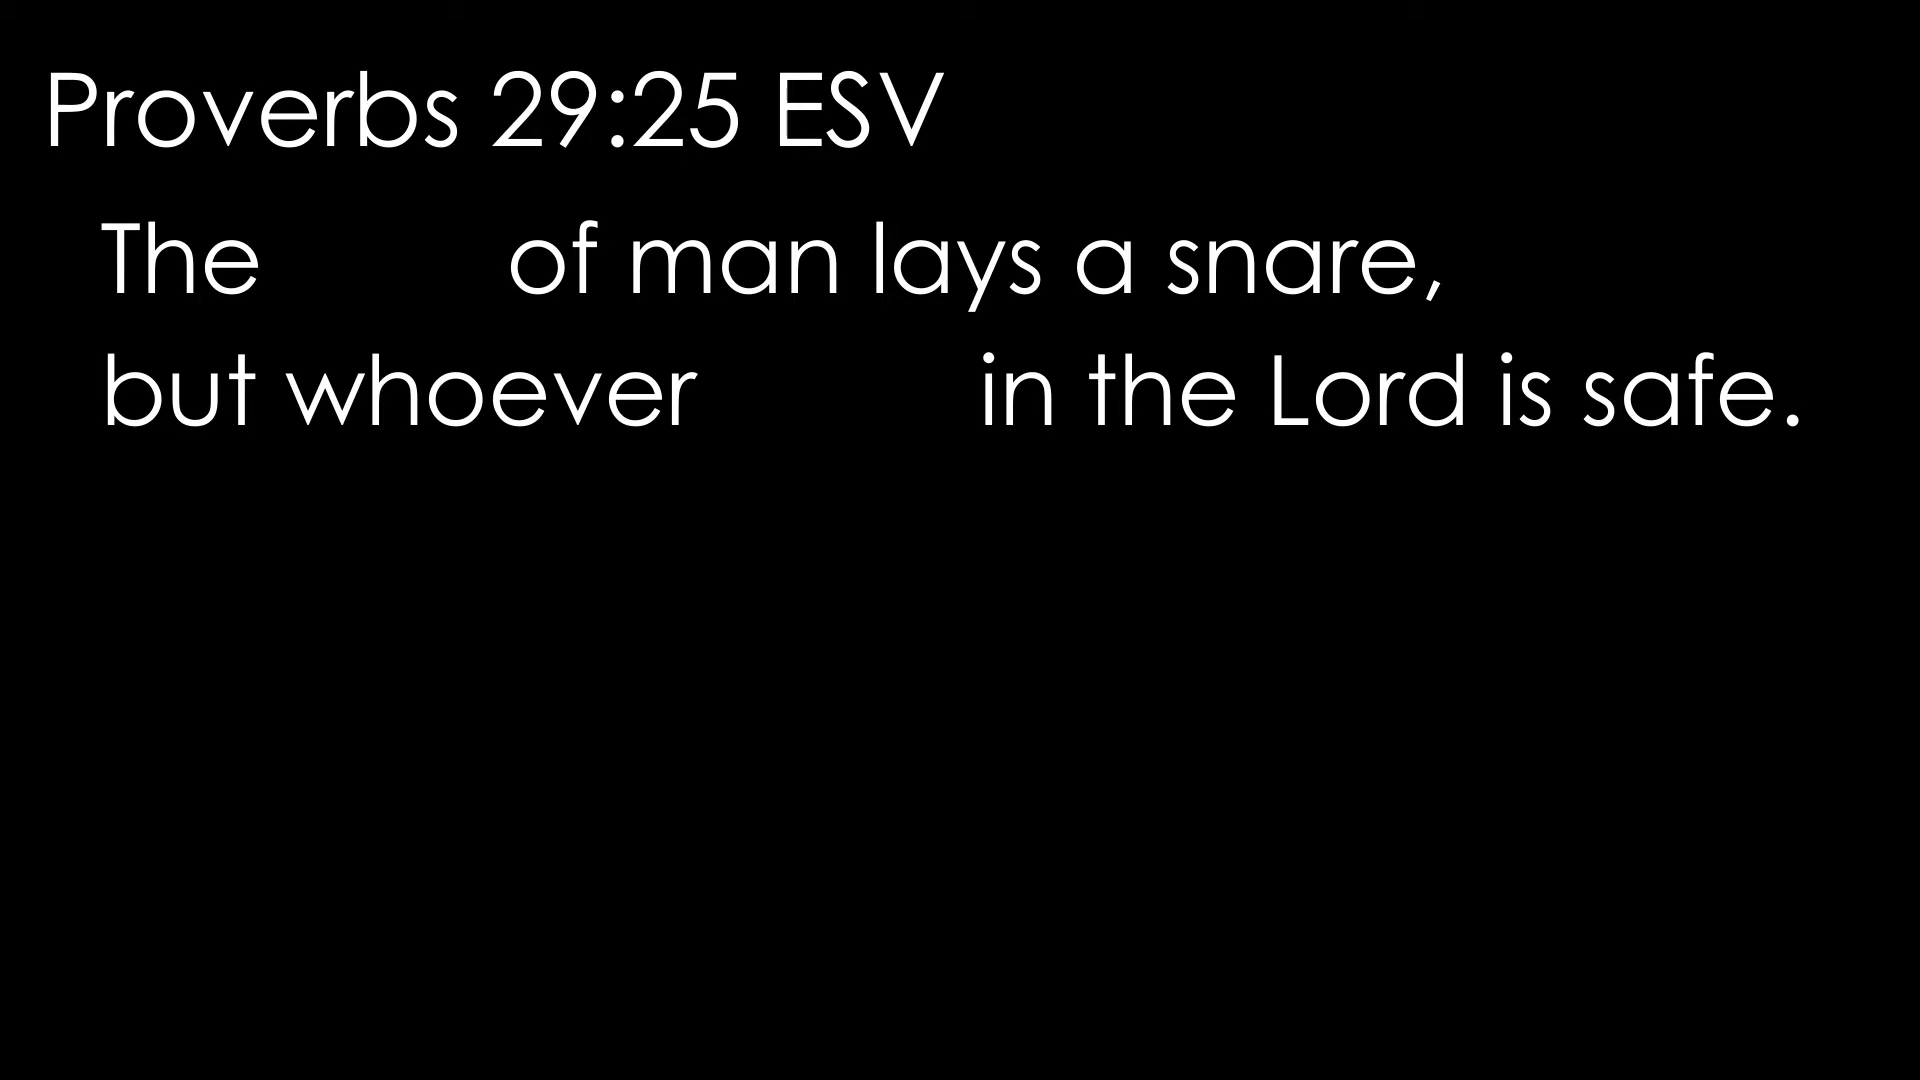 Proverbs 29:25 ESV
The of man lays a snare,
but whoever in the Lord is safe.